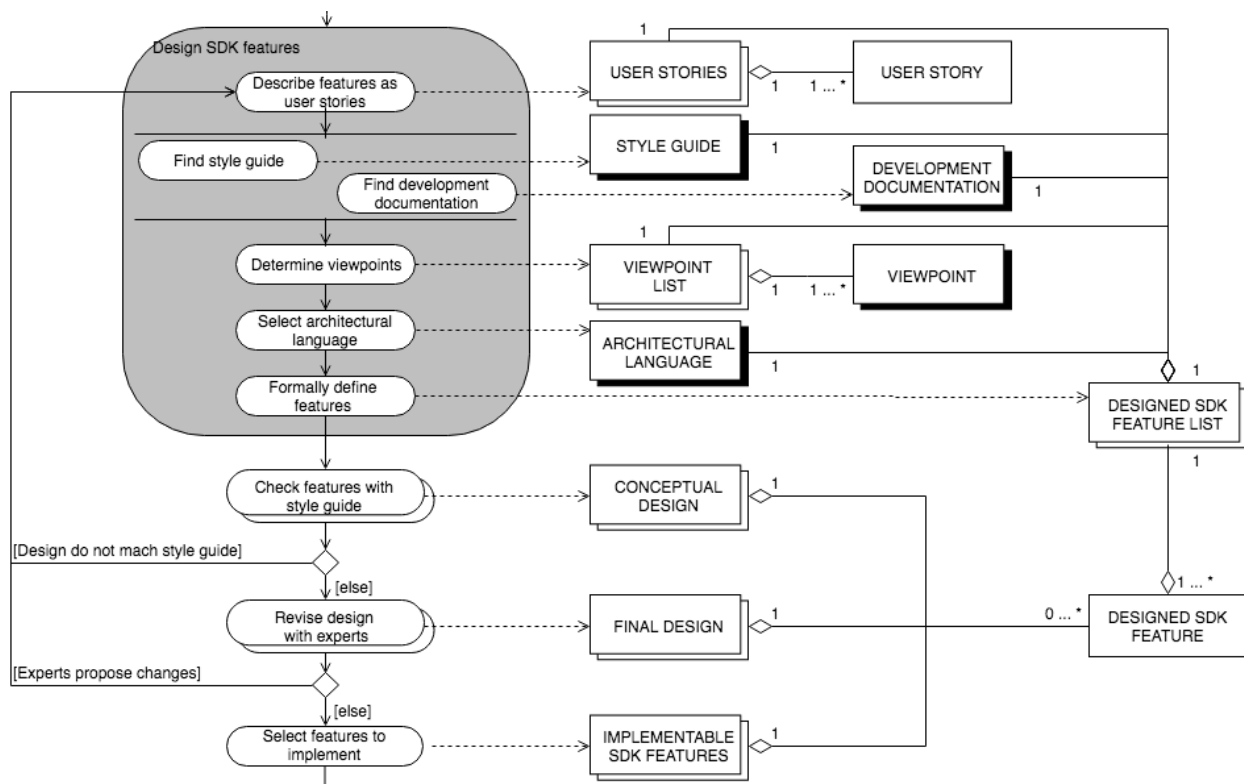 Design SDK features
Describe features as
user stories
Find style guide
Find development
documentation
Determine viewpoints
Select architectural
language
Formally define
features
Check features with
style guide
[Design do not mach style guide]
[else]
Revise design
with experts
[Experts propose changes]
[else]
Select features to
implement
1
USER STORIES
1
1 ... *
USER STORY
STYLE GUIDE
1
DEVELOPMENT
DOCUMENTATION
1
1
VIEWPOINT
LIST
1
1 ... *
VIEWPOINT
ARCHITECTURAL
LANGUAGE
1
1
DESIGNED SDK
FEATURE LIST
1
CONCEPTUAL
DESIGN
1
1 ... *
FINAL DESIGN
1
0 ... *
DESIGNED SDK
FEATURE
IMPLEMENTABLE
SDK FEATURES
1